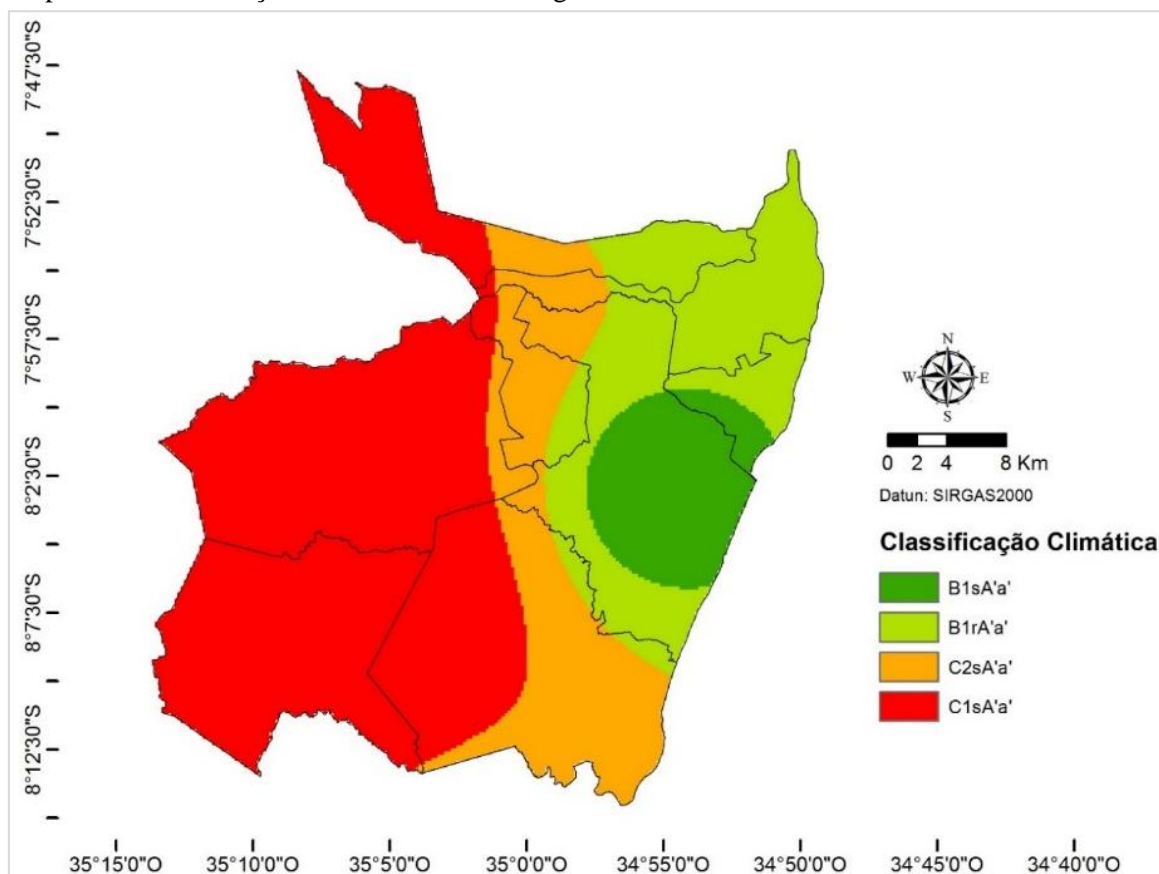 7°47'30"S
7°52'30"S
7°57'30"S
8°2'30"S
8°7'30"S
8°12'30"S
N
W
E
S
0 2 4 8 Km
Datun: SIRGAS2000
Classificação Climática
B1sA'a'
B1rA'a'
C2sA'a'
C1sA'a'
35°15'0"O 35°10'0"O 35°5'0"O 35°0'0"O 34°55'0"O 34°50'0"O 34°45'0"O 34°40'0"O